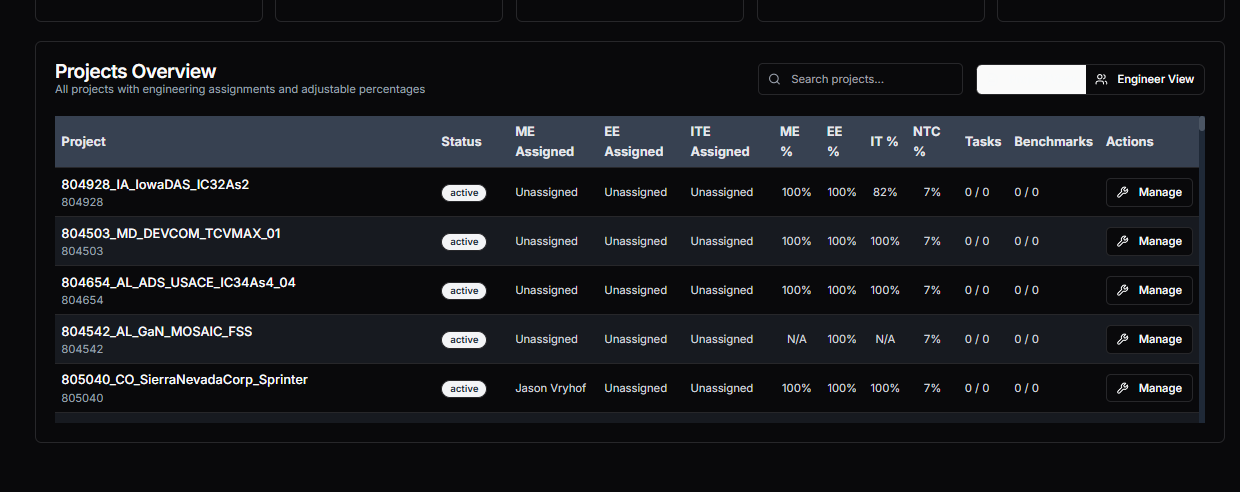 Projects Overview
All projects with engineering assignments and adjustable percentages
Search projects...
Engineer View
Project Status ME Assigned EE Assigned ITE Assigned ME % EE % IT % NTC % Tasks Benchmarks Actions
804928_IA_IowaDAS_IC32As2
804928
active Unassigned Unassigned Unassigned 100% 100% 82% 7% 0 / 0 0 / 0 Manage
804503_MD_DEVCOM_TCVMAX_01
804503
active Unassigned Unassigned Unassigned 100% 100% 100% 7% 0 / 0 0 / 0 Manage
804654_AL_ADS_USACE_IC34As4_04
804654
active Unassigned Unassigned Unassigned 100% 100% 100% 7% 0 / 0 0 / 0 Manage
804542_AL_GaN_MOSAIC_FSS
804542
active Unassigned Unassigned Unassigned N/A 100% N/A 7% 0 / 0 0 / 0 Manage
805040_CO_SierraNevadaCorp_Sprinter
805040
active Jason Vryhof Unassigned Unassigned 100% 100% 100% 7% 0 / 0 0 / 0 Manage